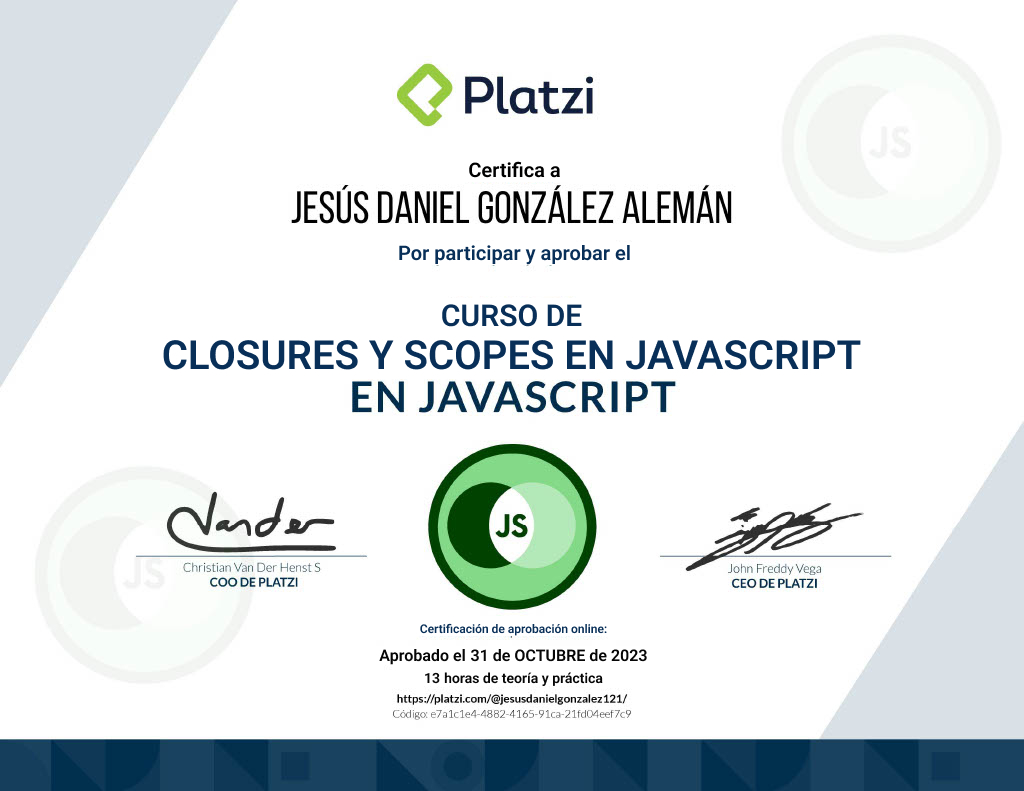 Platzi
JS
Certifica a
JESÚS DANIEL GONZÁLEZ ALEMÁN
Por participar y aprobar el
CURSO DE
CLOSURES Y SCOPES EN JAVASCRIPT
EN JAVASCRIPT
JS
Vander
JS
Christian Van Der Henst S
COO DE PLATZI
John Freddy Vega
CEO DE PLATZI
Certificación de aprobación online:
Aprobado el 31 de OCTUBRE de 2023
13 horas de teoría y práctica
https://platzi.com/@jesusdanielgonzalez121/
Código: e7a1c1e4-4882-4165-91ca-21fd04eef7c9